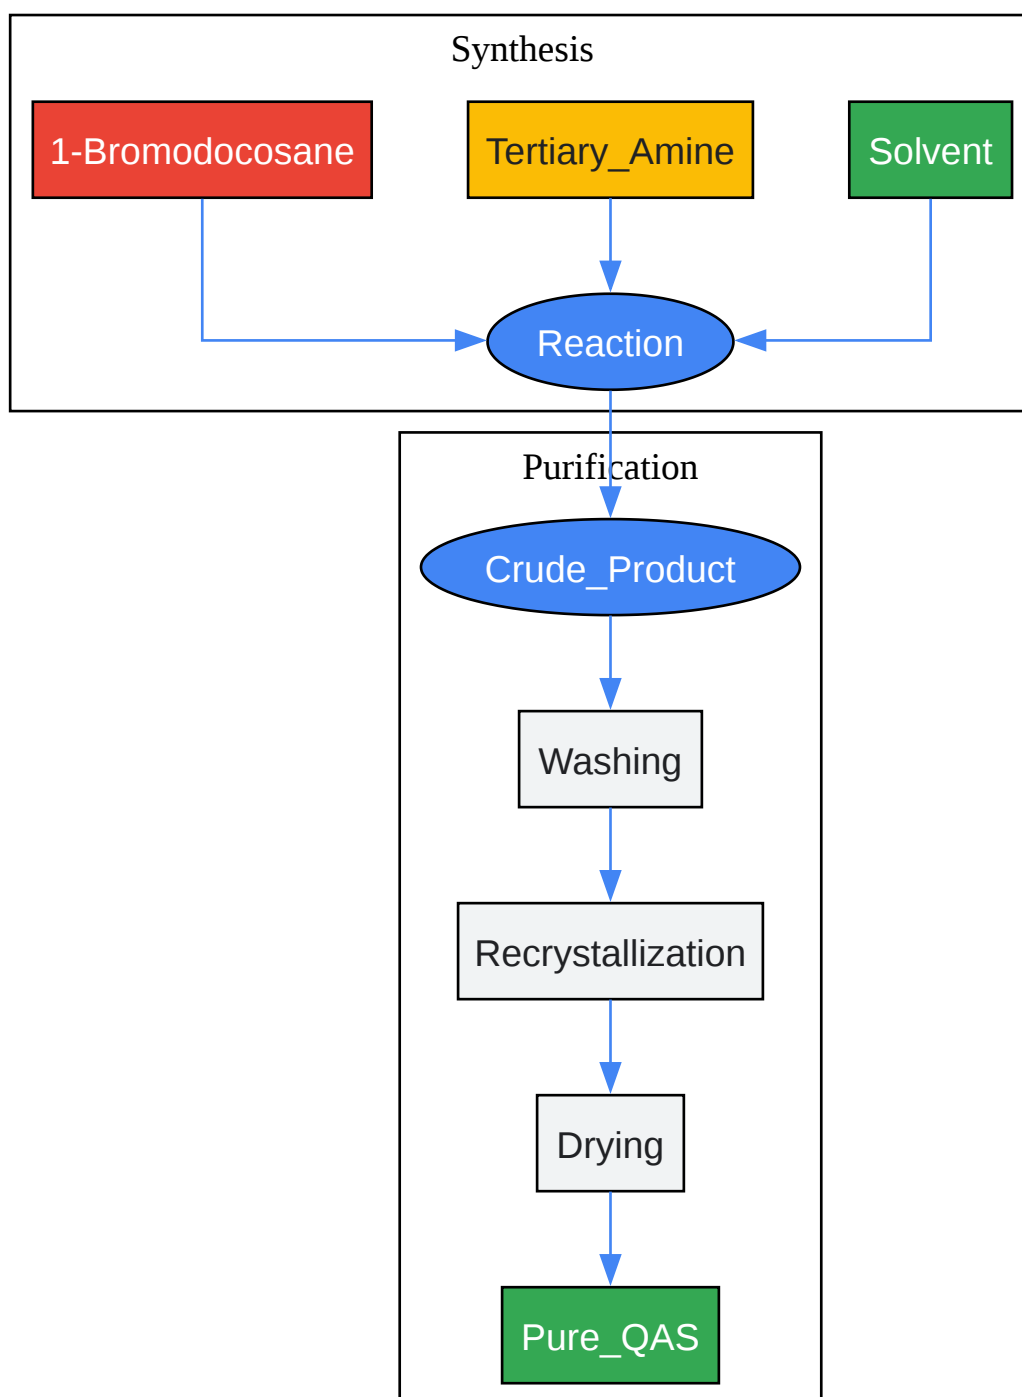 Synthesis
1-Bromodocosane
Tertiary_Amine
Solvent
Reaction
Purification
Crude_Product
Washing
Recrystallization
Drying
Pure_QAS